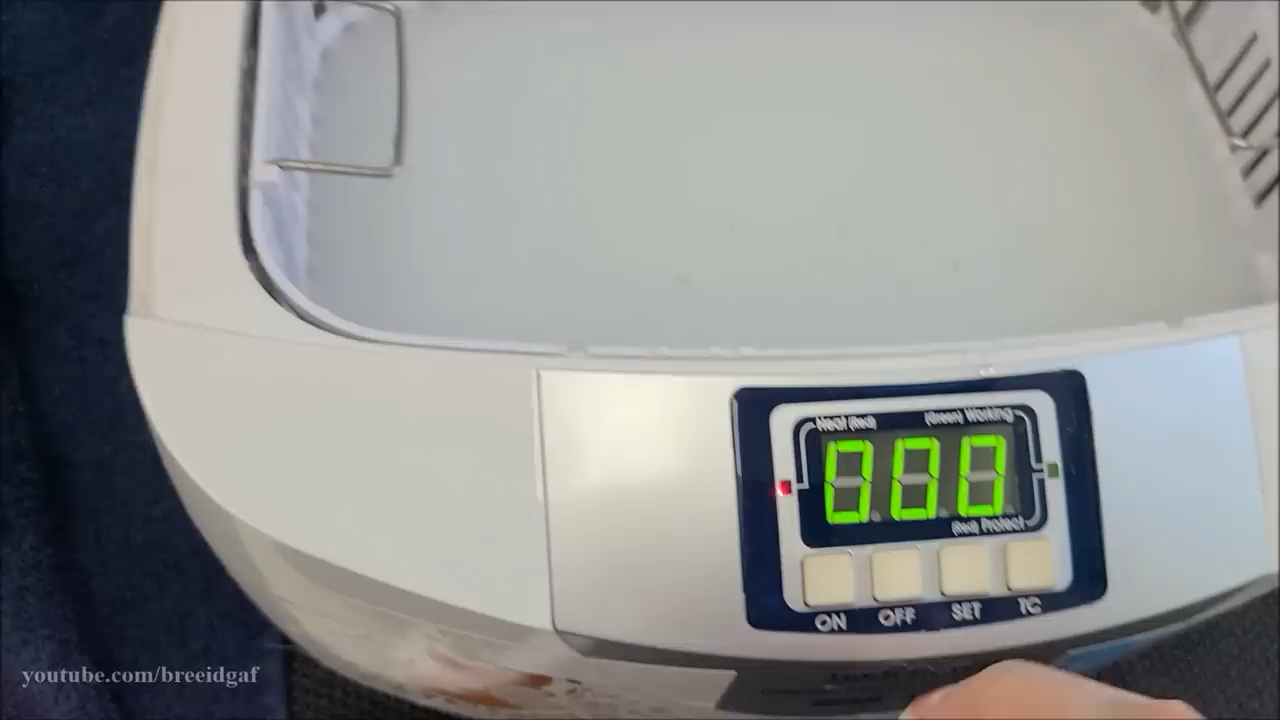 Heat (Red) (Green) Working
000
(Red) Protect
ON OFF SET TC
youtube.com/breeidgaf